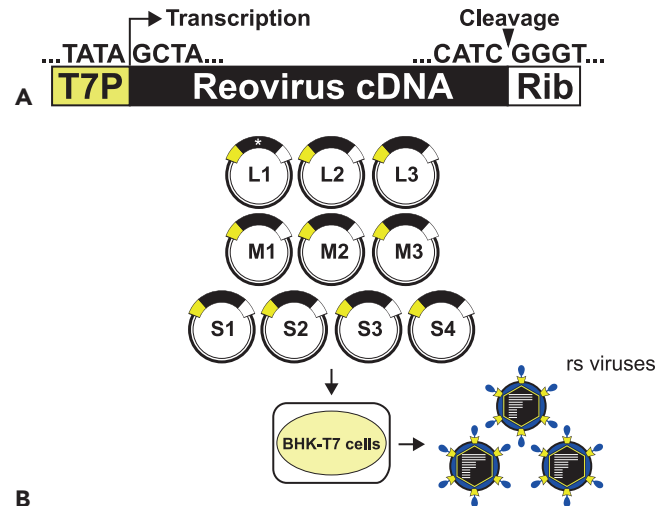 Transcription Cleavage
...TATA GCTA... ...CATC GGGT...
T7P Reovirus cDNA Rib
A
*
L1 L2 L3
M1 M2 M3
S1 S2 S3 S4
rs viruses
BHK-T7 cells
B